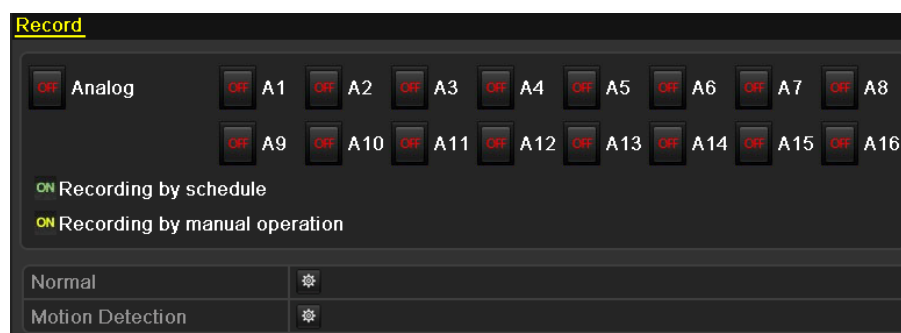 Record
OFF Analog OFF A1 OFF A2 OFF A3 OFF A4 OFF A5 OFF A6 OFF A7 OFF A8
OFF A9 OFF A10 OFF A11 OFF A12 OFF A13 OFF A14 OFF A15 OFF A16
ON Recording by schedule
ON Recording by manual operation
Normal
Motion Detection